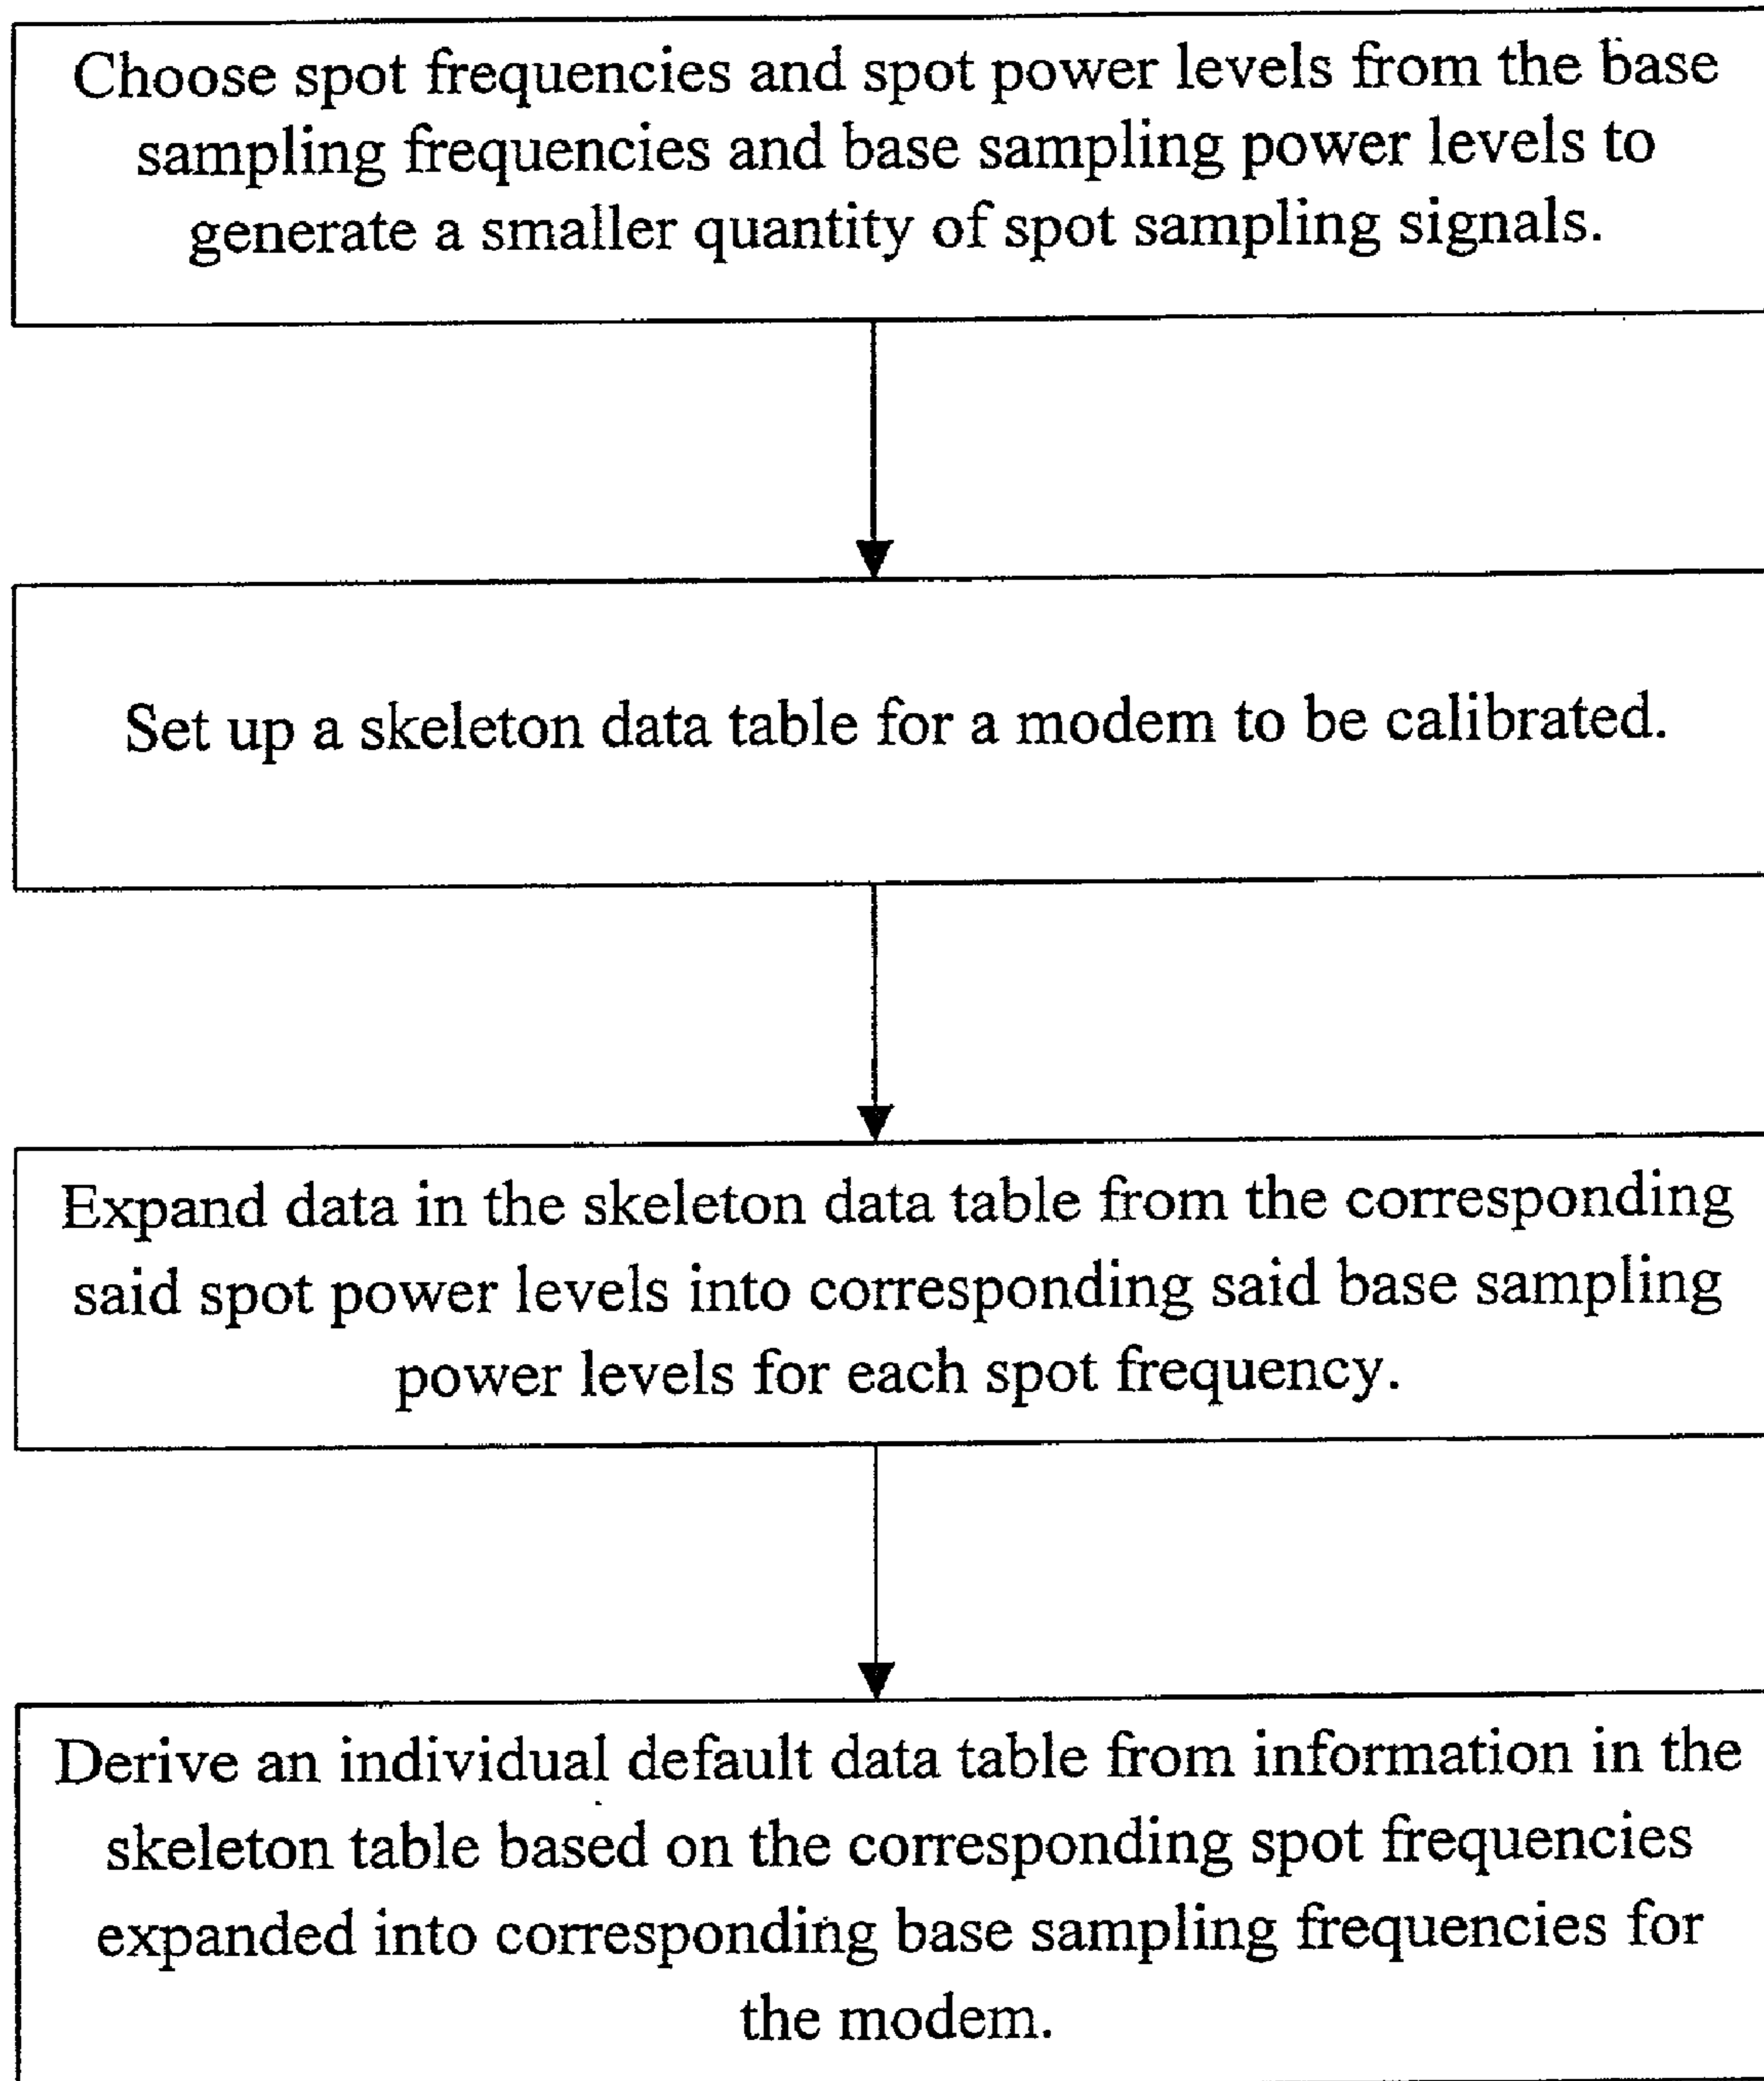 Choose spot frequencies and spot power levels from the base
sampling frequencies and base sampling power levels to
generate a smaller quantity of spot sampling signals.
Set up a skeleton data table for a modem to be calibrated.
Expand data in the skeleton data table from the corresponding
said spot power levels into corresponding said base sampling
power levels for each spot frequency.
Derive an individual default data table from information in the
skeleton table based on the corresponding spot frequencies
expanded into corresponding base sampling frequencies for
the modem.